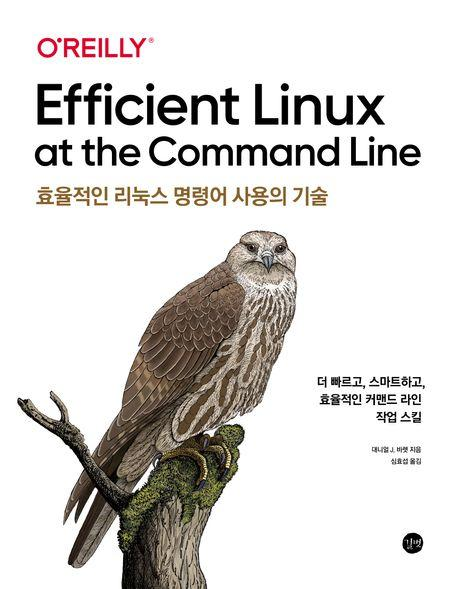 O'REILLY®
Efficient Linux
at the Command Line
효율적인 리눅스 명령어 사용의 기술
더 빠르고, 스마트하고,
효율적인 커맨드 라인
작업 스킬
대니얼 J. 바렛 지음
심효섭 옮김
길벗